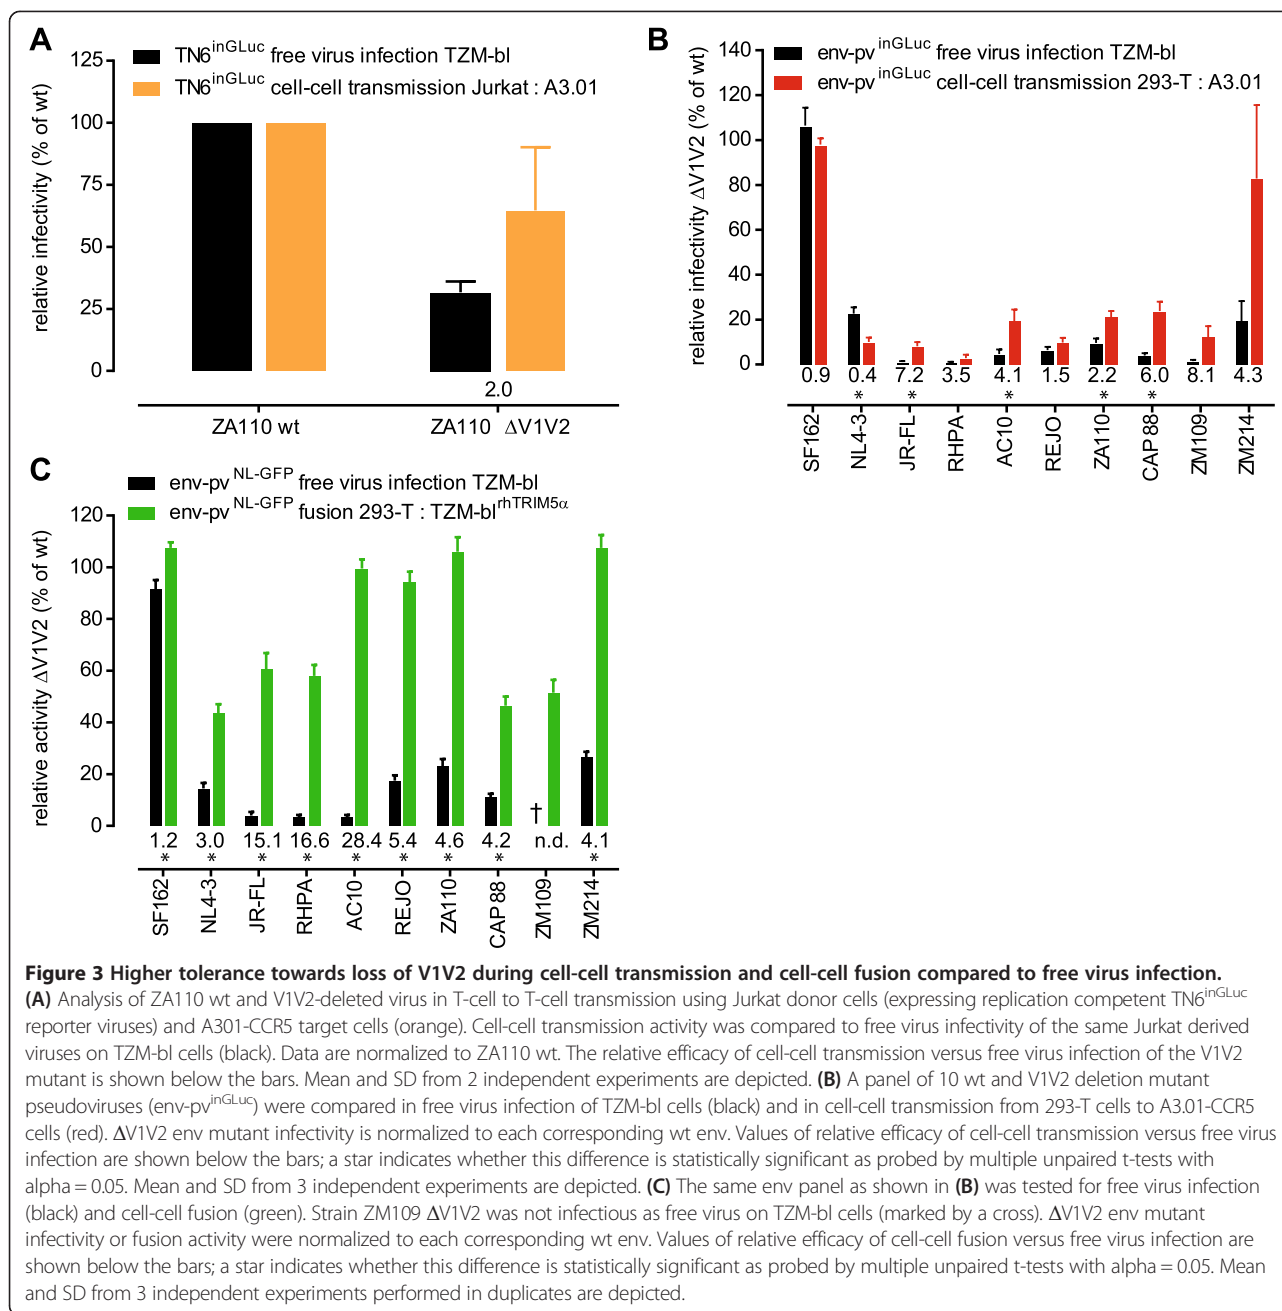 A
TN6inGLuc free virus infection TZM-bl
TN6inGLuc cell-cell transmission Jurkat : A3.01
relative infectivity (% of wt)
125
100
75
50
25
0
2.0
ZA110 wt
ZA110 ΔV1V2
B
env-pv inGLuc free virus infection TZM-bl
env-pv inGLuc cell-cell transmission 293-T : A3.01
relative infectivity ΔV1V2 (% of wt)
140
120
100
80
60
40
20
0
0.9 0.4 7.2 3.5 4.1 1.5 2.2 6.0 8.1 4.3
* * * * *
SF162 NL4-3 JR-FL RHPA AC10 REJO ZA110 CAP 88 ZM109 ZM214
C
env-pv NL-GFP free virus infection TZM-bl
env-pv NL-GFP fusion 293-T : TZM-bl rhTRIM5α
relative activity ΔV1V2 (% of wt)
120
100
80
60
40
20
0
†
1.2 3.0 15.1 16.6 28.4 5.4 4.6 4.2 n.d. 4.1
* * * * * * * * *
SF162 NL4-3 JR-FL RHPA AC10 REJO ZA110 CAP 88 ZM109 ZM214
Figure 3 Higher tolerance towards loss of V1V2 during cell-cell transmission and cell-cell fusion compared to free virus infection.
(A) Analysis of ZA110 wt and V1V2-deleted virus in T-cell to T-cell transmission using Jurkat donor cells (expressing replication competent TN6inGLuc
reporter viruses) and A301-CCR5 target cells (orange). Cell-cell transmission activity was compared to free virus infectivity of the same Jurkat derived
viruses on TZM-bl cells (black). Data are normalized to ZA110 wt. The relative efficacy of cell-cell transmission versus free virus infection of the V1V2
mutant is shown below the bars. Mean and SD from 2 independent experiments are depicted. (B) A panel of 10 wt and V1V2 deletion mutant
pseudoviruses (env-pvinGLuc) were compared in free virus infection of TZM-bl cells (black) and in cell-cell transmission from 293-T cells to A3.01-CCR5
cells (red). ΔV1V2 env mutant infectivity is normalized to each corresponding wt env. Values of relative efficacy of cell-cell transmission versus free virus
infection are shown below the bars; a star indicates whether this difference is statistically significant as probed by multiple unpaired t-tests with
alpha = 0.05. Mean and SD from 3 independent experiments are depicted. (C) The same env panel as shown in (B) was tested for free virus infection
(black) and cell-cell fusion (green). Strain ZM109 ΔV1V2 was not infectious as free virus on TZM-bl cells (marked by a cross). ΔV1V2 env mutant
infectivity or fusion activity were normalized to each corresponding wt env. Values of relative efficacy of cell-cell fusion versus free virus infection are
shown below the bars; a star indicates whether this difference is statistically significant as probed by multiple unpaired t-tests with alpha = 0.05. Mean
and SD from 3 independent experiments performed in duplicates are depicted.